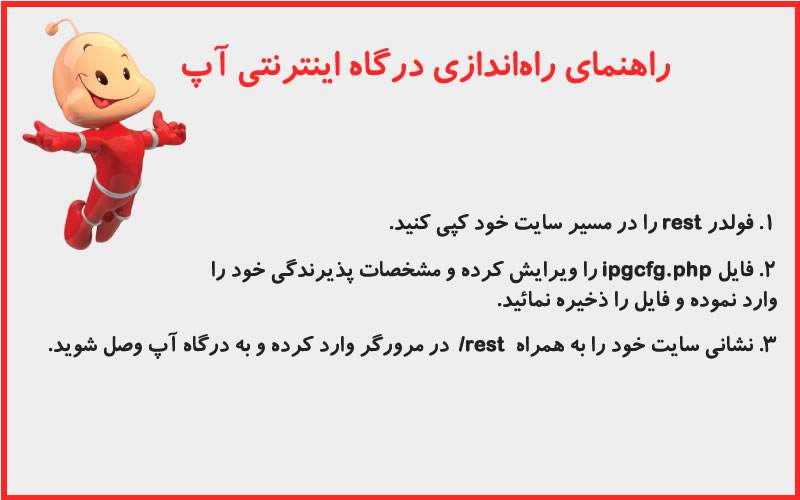 راهنمای راه‌اندازی درگاه اینترنتی آپ
۱. فولدر rest را در مسیر سایت خود کپی کنید.
۲. فایل ipgcfg.php را ویرایش کرده و مشخصات پذیرندگی خود را
وارد نموده و فایل را ذخیره نمائید.
۳. نشانی سایت خود را به همراه rest/ در مرورگر وارد کرده و به درگاه آپ وصل شوید.